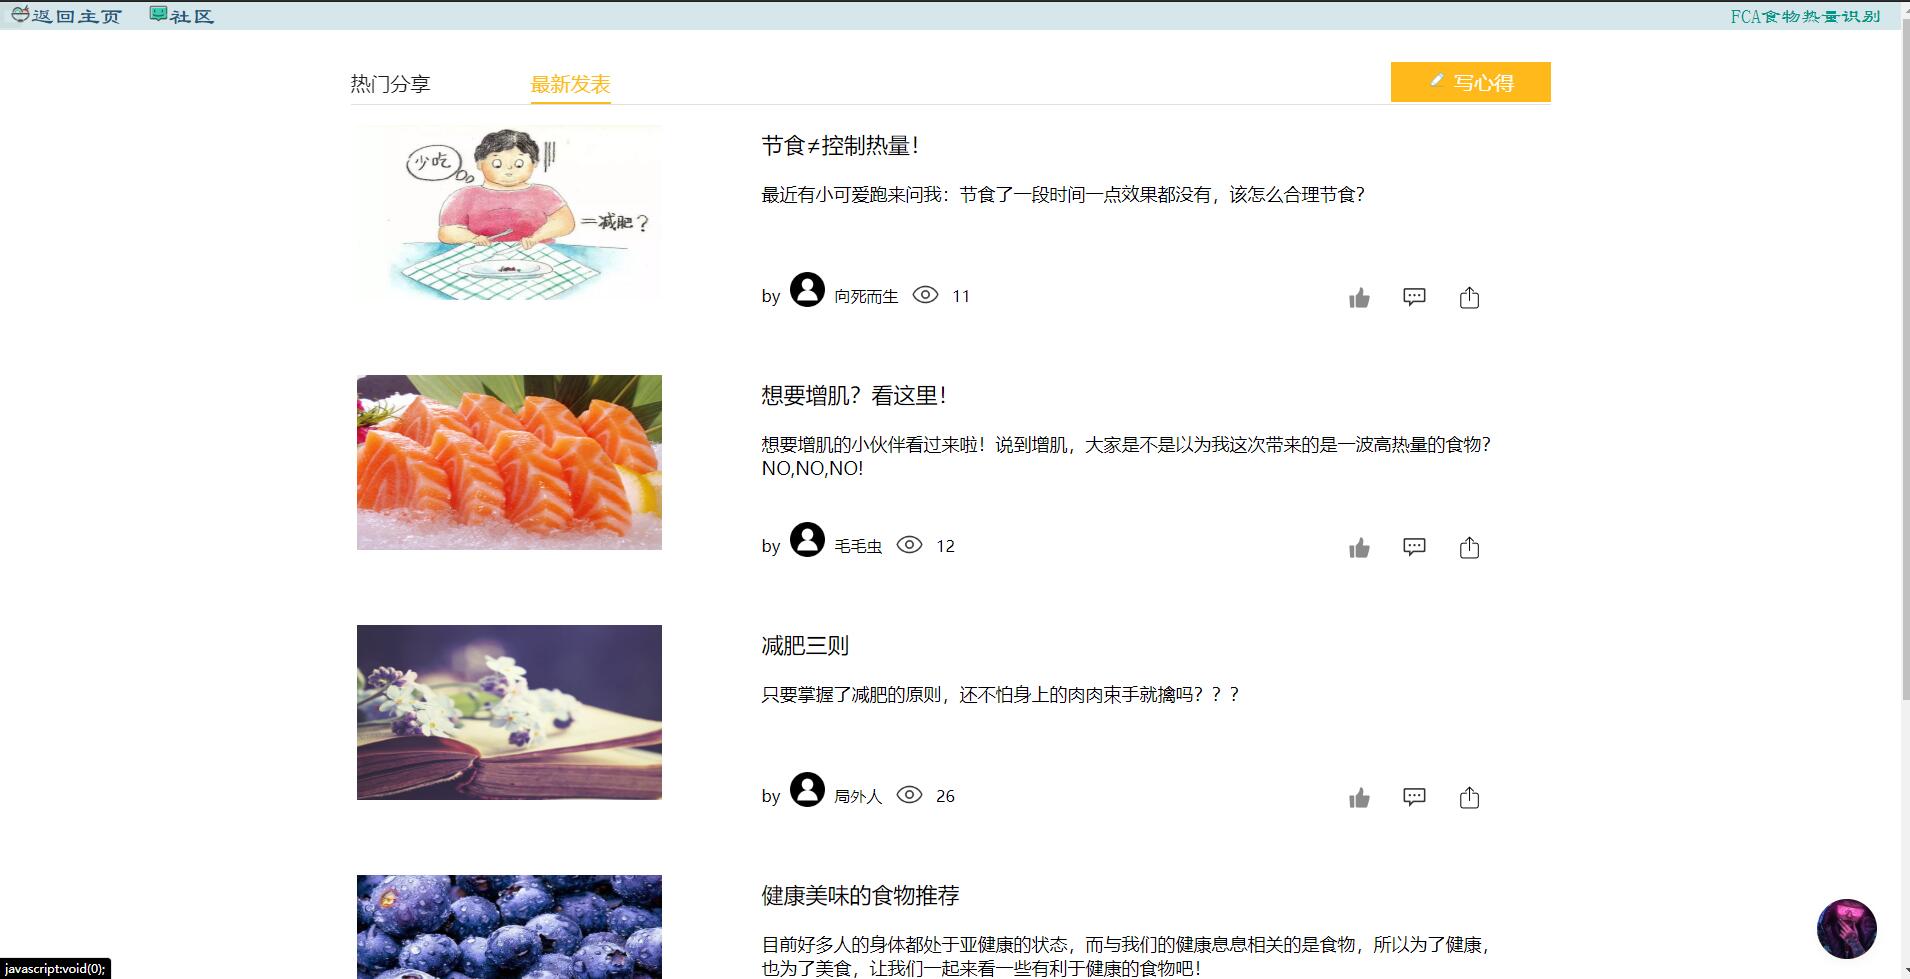 返回主页 社区 FCA食物热量识别
热门分享 最新发表 写心得
少吃
=减肥？
节食≠控制热量！
最近有小可爱跑来问我：节食了一段时间一点效果都没有，该怎么合理节食？
by 向死而生 11
想要增肌？看这里！
想要增肌的小伙伴看过来啦！说到增肌，大家是不是以为我这次带来的是一波高热量的食物？
NO,NO,NO!
by 毛毛虫 12
减肥三则
只要掌握了减肥的原则，还不怕身上的肉肉束手就擒吗？？？
by 局外人 26
健康美味的食物推荐
目前好多人的身体都处于亚健康的状态，而与我们的健康息息相关的是食物，所以为了健康，
也为了美食，让我们一起来看一些有利于健康的食物吧！
javascript:void(0);